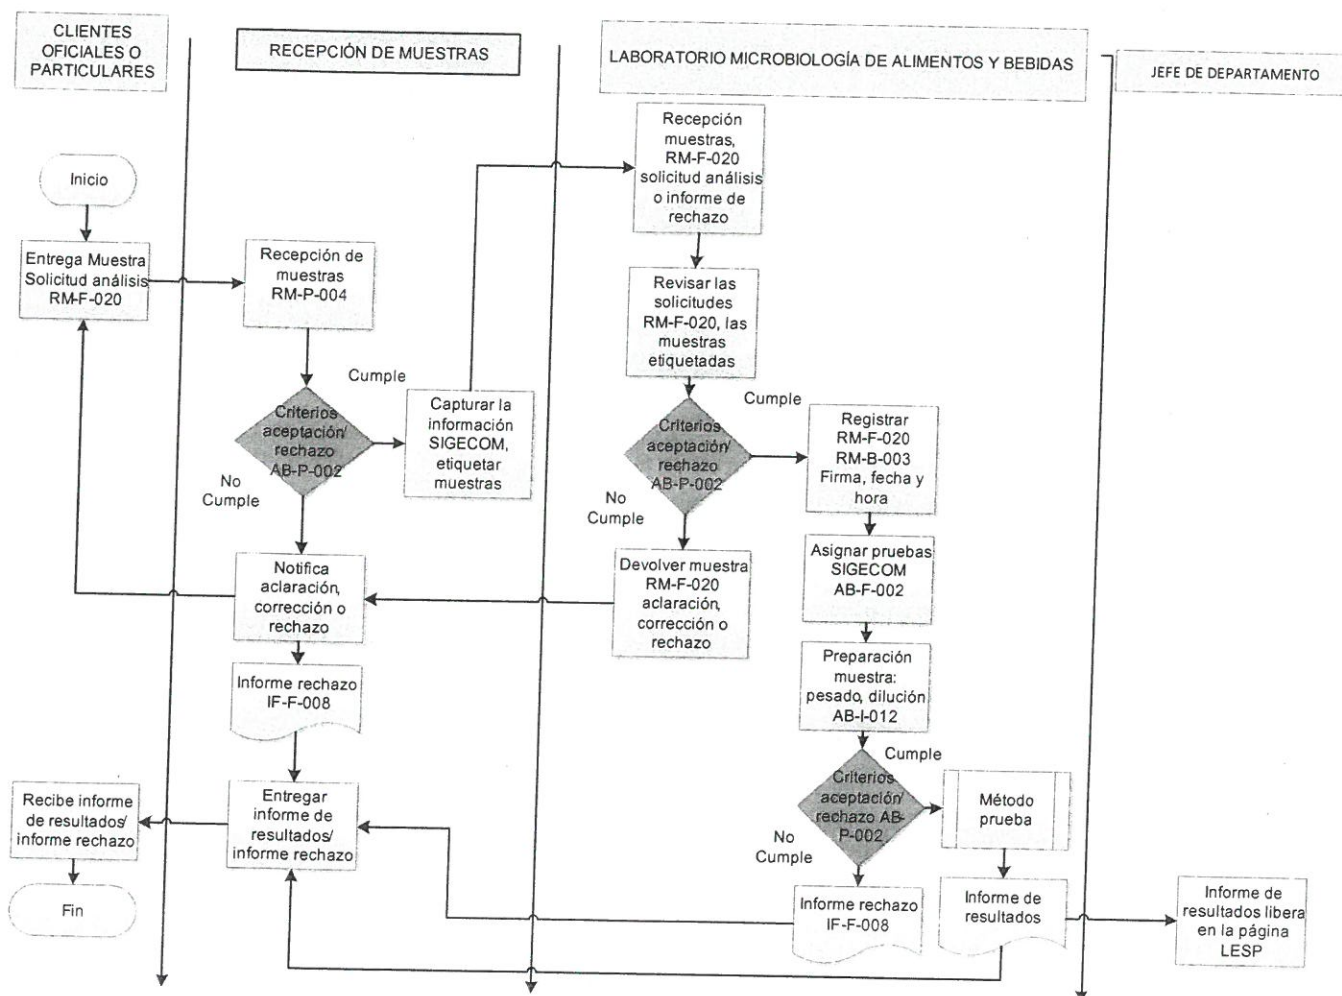 CLIENTES
OFICIALES O
PARTICULARES
RECEPCIÓN DE MUESTRAS
LABORATORIO MICROBIOLOGÍA DE ALIMENTOS Y BEBIDAS
JEFE DE DEPARTAMENTO
Inicio
Entrega Muestra
Solicitud análisis
RM-F-020
Recepción de
muestras
RM-P-004
Criterios
aceptación/
rechazo
AB-P-002
Cumple
No
Cumple
Capturar la
información
SIGECOM,
etiquetar
muestras
Notifica
aclaración,
corrección o
rechazo
Informe rechazo
IF-F-008
Entregar
informe de
resultados/
informe rechazo
Recibe informe
de resultados/
informe rechazo
Fin
Recepción
muestras,
RM-F-020
solicitud análisis
o informe de
rechazo
Revisar las
solicitudes
RM-F-020, las
muestras
etiquetadas
Criterios
aceptación/
rechazo
AB-P-002
Cumple
No
Cumple
Devolver muestra
RM-F-020
aclaración,
corrección o
rechazo
Registrar
RM-F-020
RM-B-003
Firma, fecha y
hora
Asignar pruebas
SIGECOM
AB-F-002
Preparación
muestra:
pesado, dilución
AB-I-012
Criterios
aceptación/
rechazo AB-
P-002
Cumple
No
Cumple
Método
prueba
Informe rechazo
IF-F-008
Informe de
resultados
Informe de
resultados libera
en la página
LESP